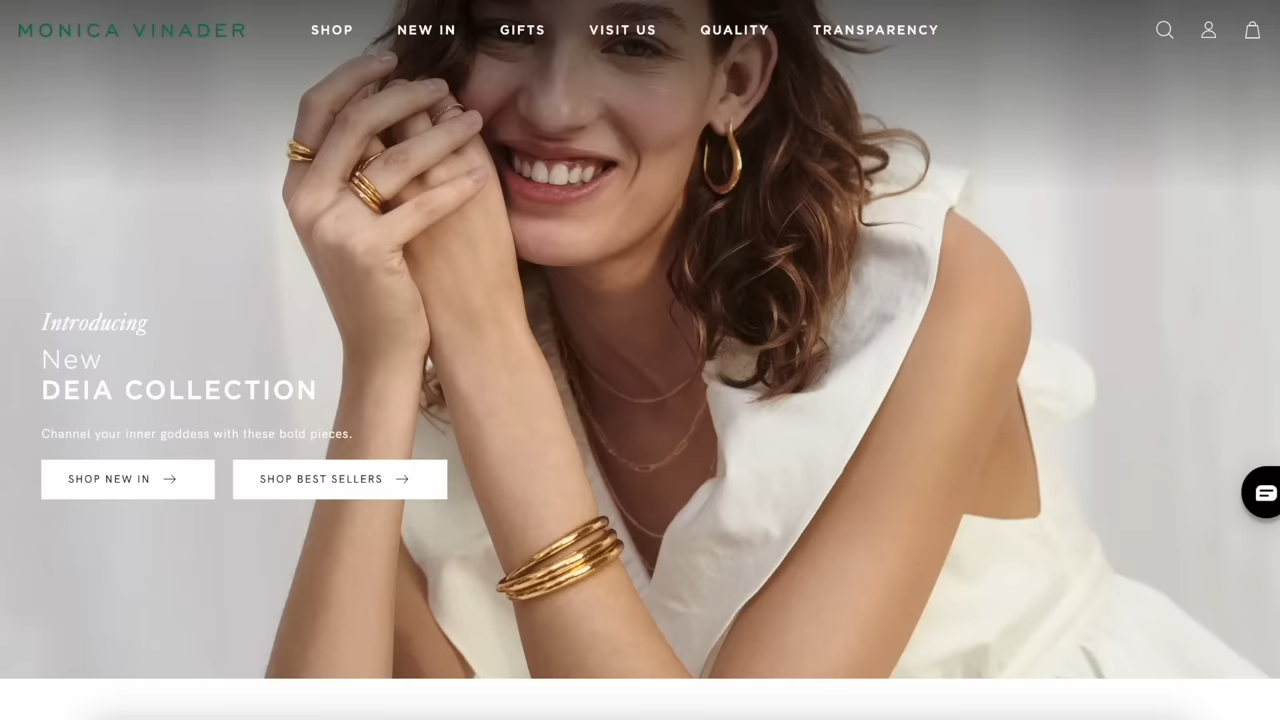 MONICA VINADER
SHOP
NEW IN
GIFTS
VISIT US
QUALITY
TRANSPARENCY
Introducing
New
DEIA COLLECTION
Channel your inner goddess with these bold pieces.
SHOP NEW IN
SHOP BEST SELLERS